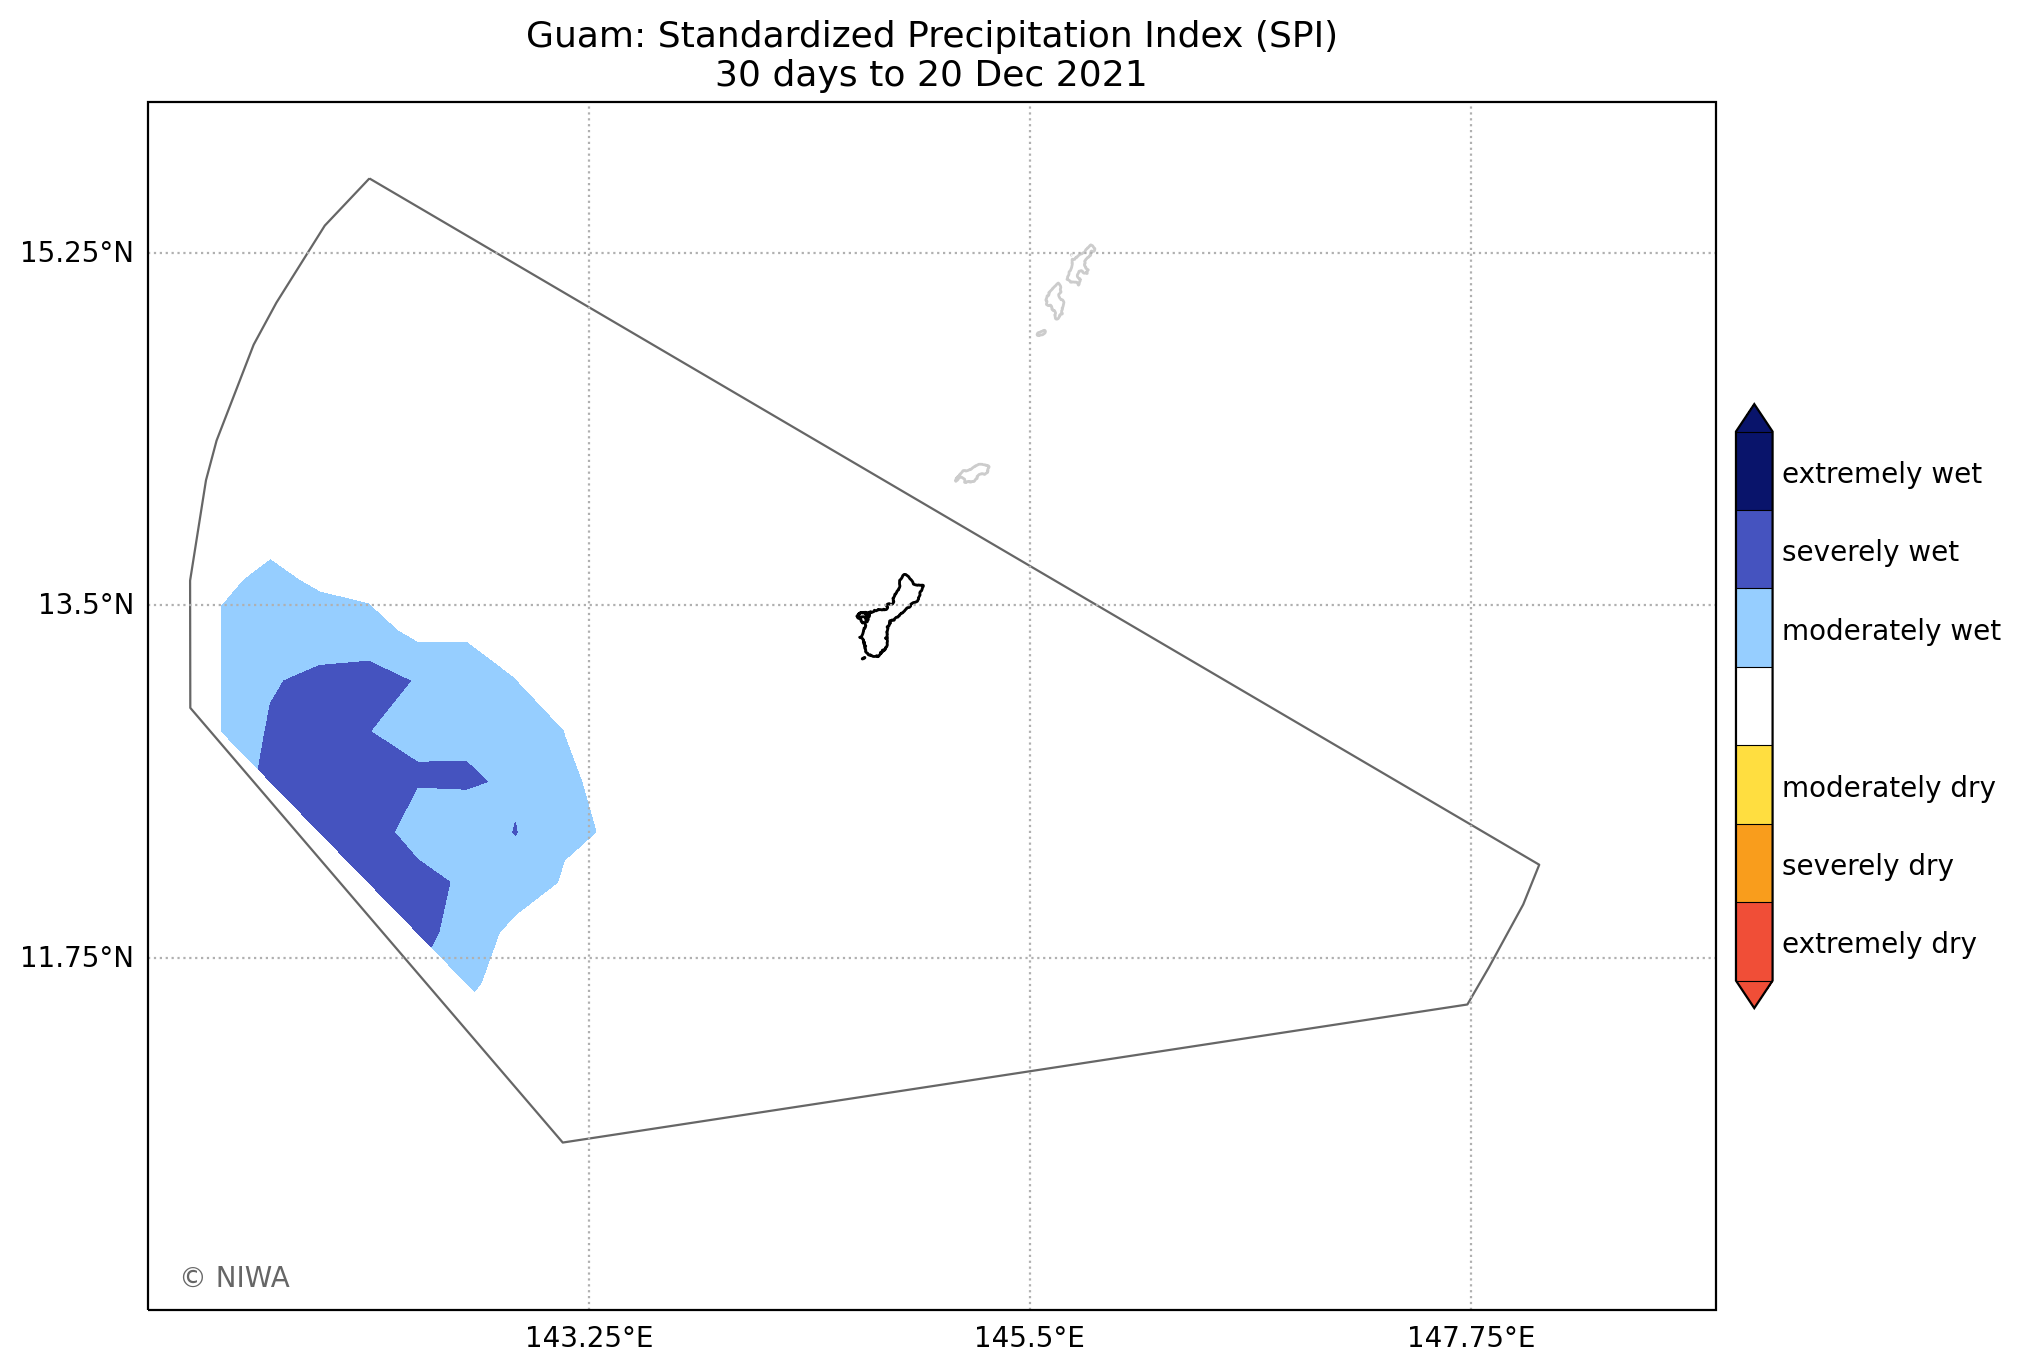 Guam: Standardized Precipitation Index (SPI)
30 days to 20 Dec 2021
15.25°N
13.5°N
11.75°N
143.25°E
145.5°E
147.75°E
extremely wet
severely wet
moderately wet
moderately dry
severely dry
extremely dry
© NIWA